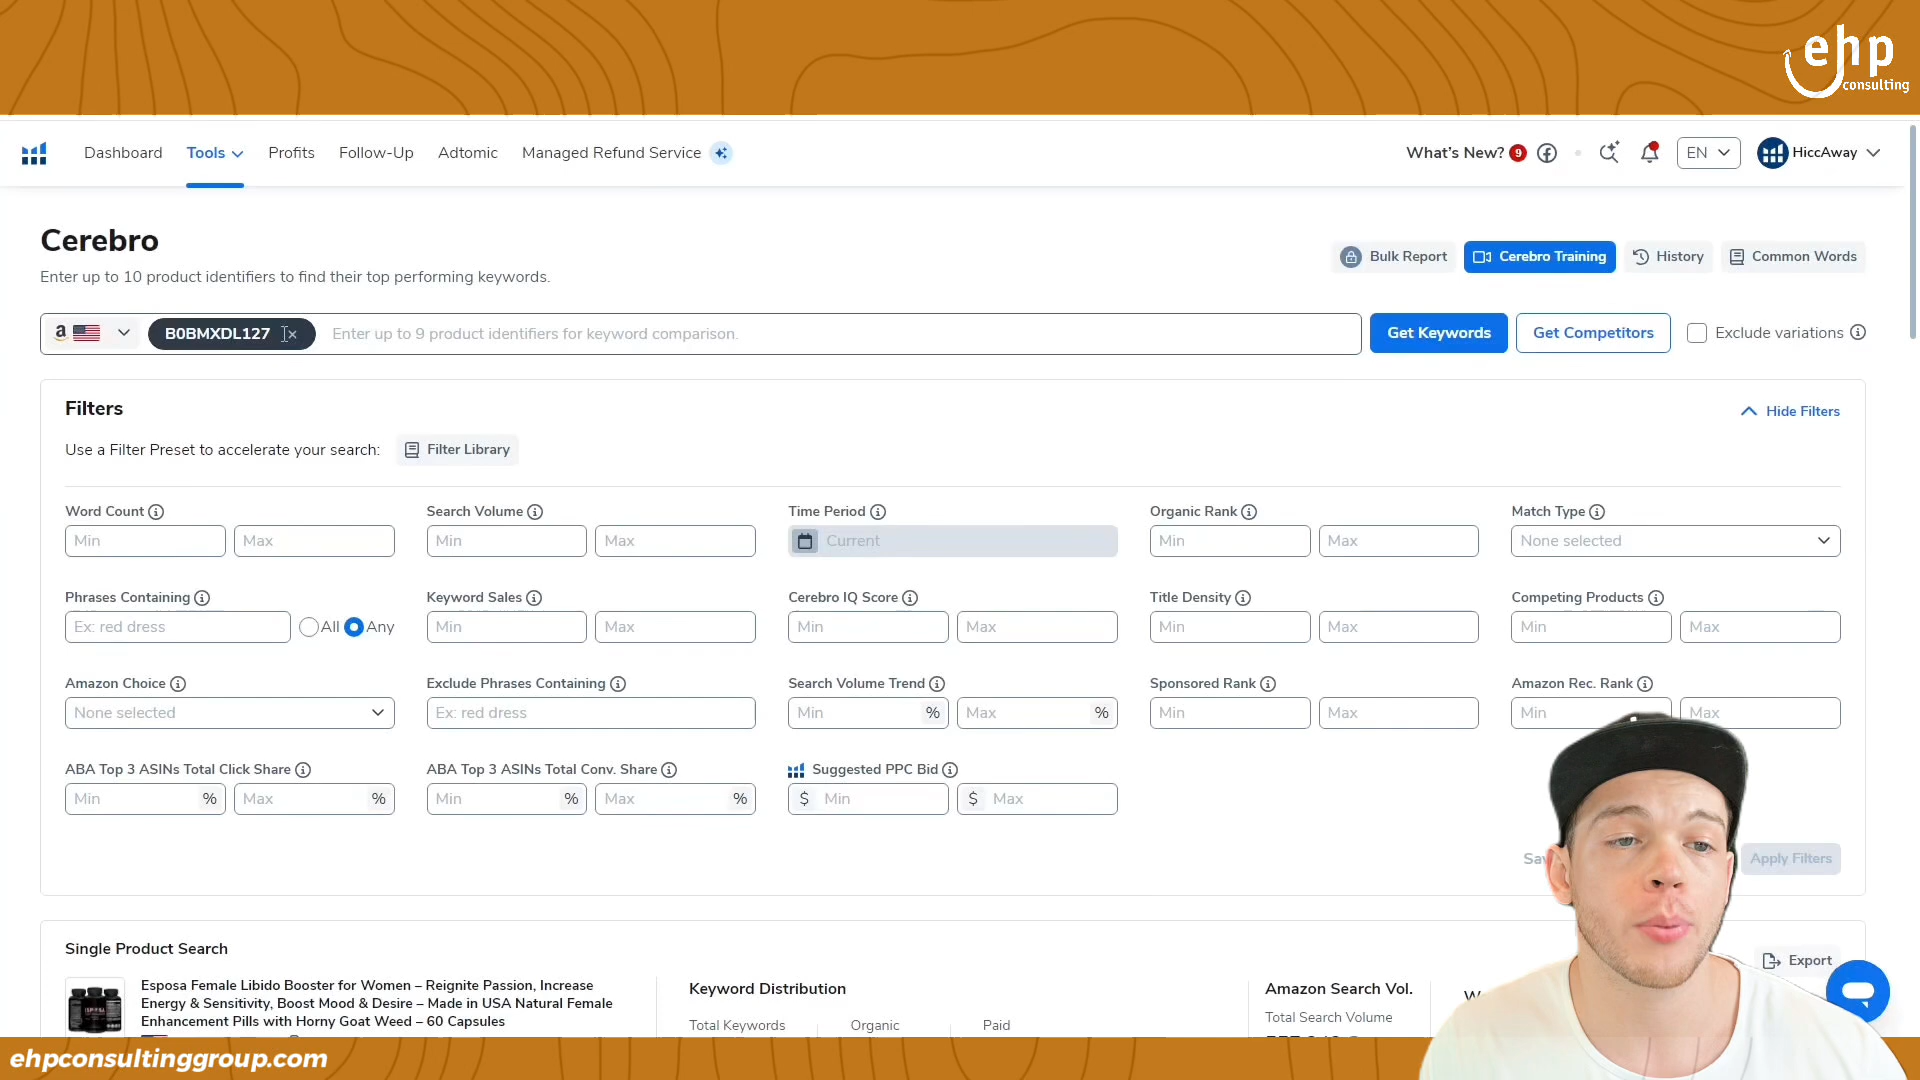 ehp
consulting
Dashboard Tools Profits Follow-Up Adtomic Managed Refund Service What's New? 9 EN HiccAway
Cerebro
Enter up to 10 product identifiers to find their top performing keywords.
Bulk Report Cerebro Training History Common Words
a B0BMXDL127 × Enter up to 9 product identifiers for keyword comparison. Get Keywords Get Competitors Exclude variations
Filters
Hide Filters
Use a Filter Preset to accelerate your search: Filter Library
Word Count Search Volume Time Period Organic Rank Match Type
Min Max Min Max Current Min Max None selected
Phrases Containing Keyword Sales Cerebro IQ Score Title Density Competing Products
Ex: red dress All Any Min Max Min Max Min Max Min Max
Amazon Choice Exclude Phrases Containing Search Volume Trend Sponsored Rank Amazon Rec. Rank
None selected Ex: red dress Min % Max % Min Max Min Max
ABA Top 3 ASINs Total Click Share ABA Top 3 ASINs Total Conv. Share Suggested PPC Bid
Min % Max % Min % Max % $ Min $ Max
Apply Filters
Single Product Search
Export
Esposa Female Libido Booster for Women – Reignite Passion, Increase
Energy & Sensitivity, Boost Mood & Desire – Made in USA Natural Female
Enhancement Pills with Horny Goat Weed – 60 Capsules
Keyword Distribution
Total Keywords Organic Paid
Amazon Search Vol.
Total Search Volume
ehpconsultinggroup.com